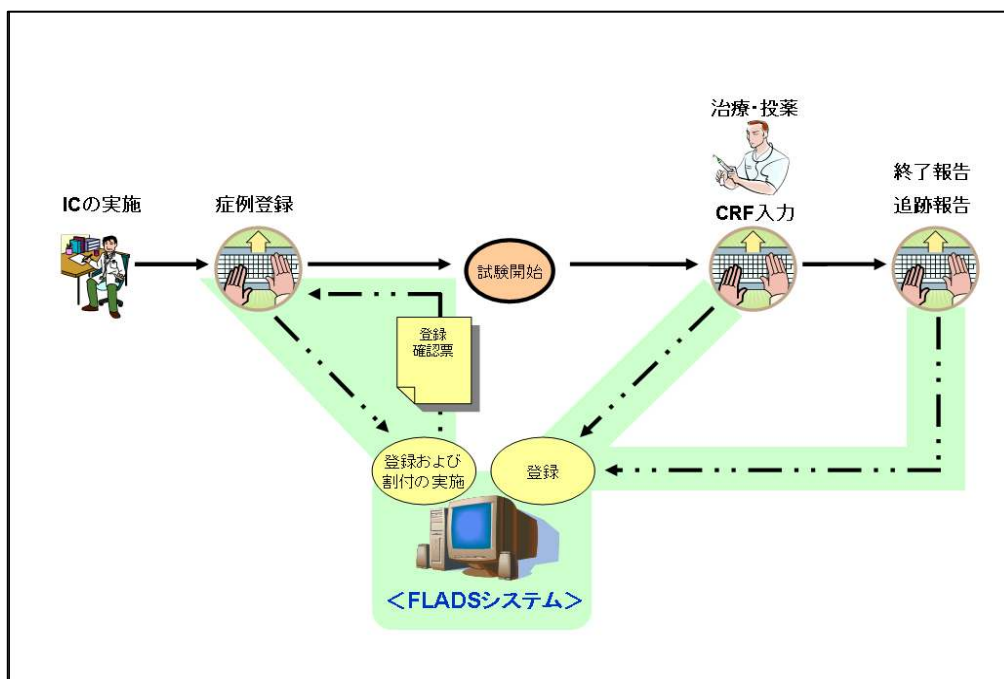 治療・投薬
終了報告
ICの実施
症例登録
CRF入力
追跡報告
試験開始
登録
確認票
登録および
割付の実施
登録
＜FLADSシステム＞